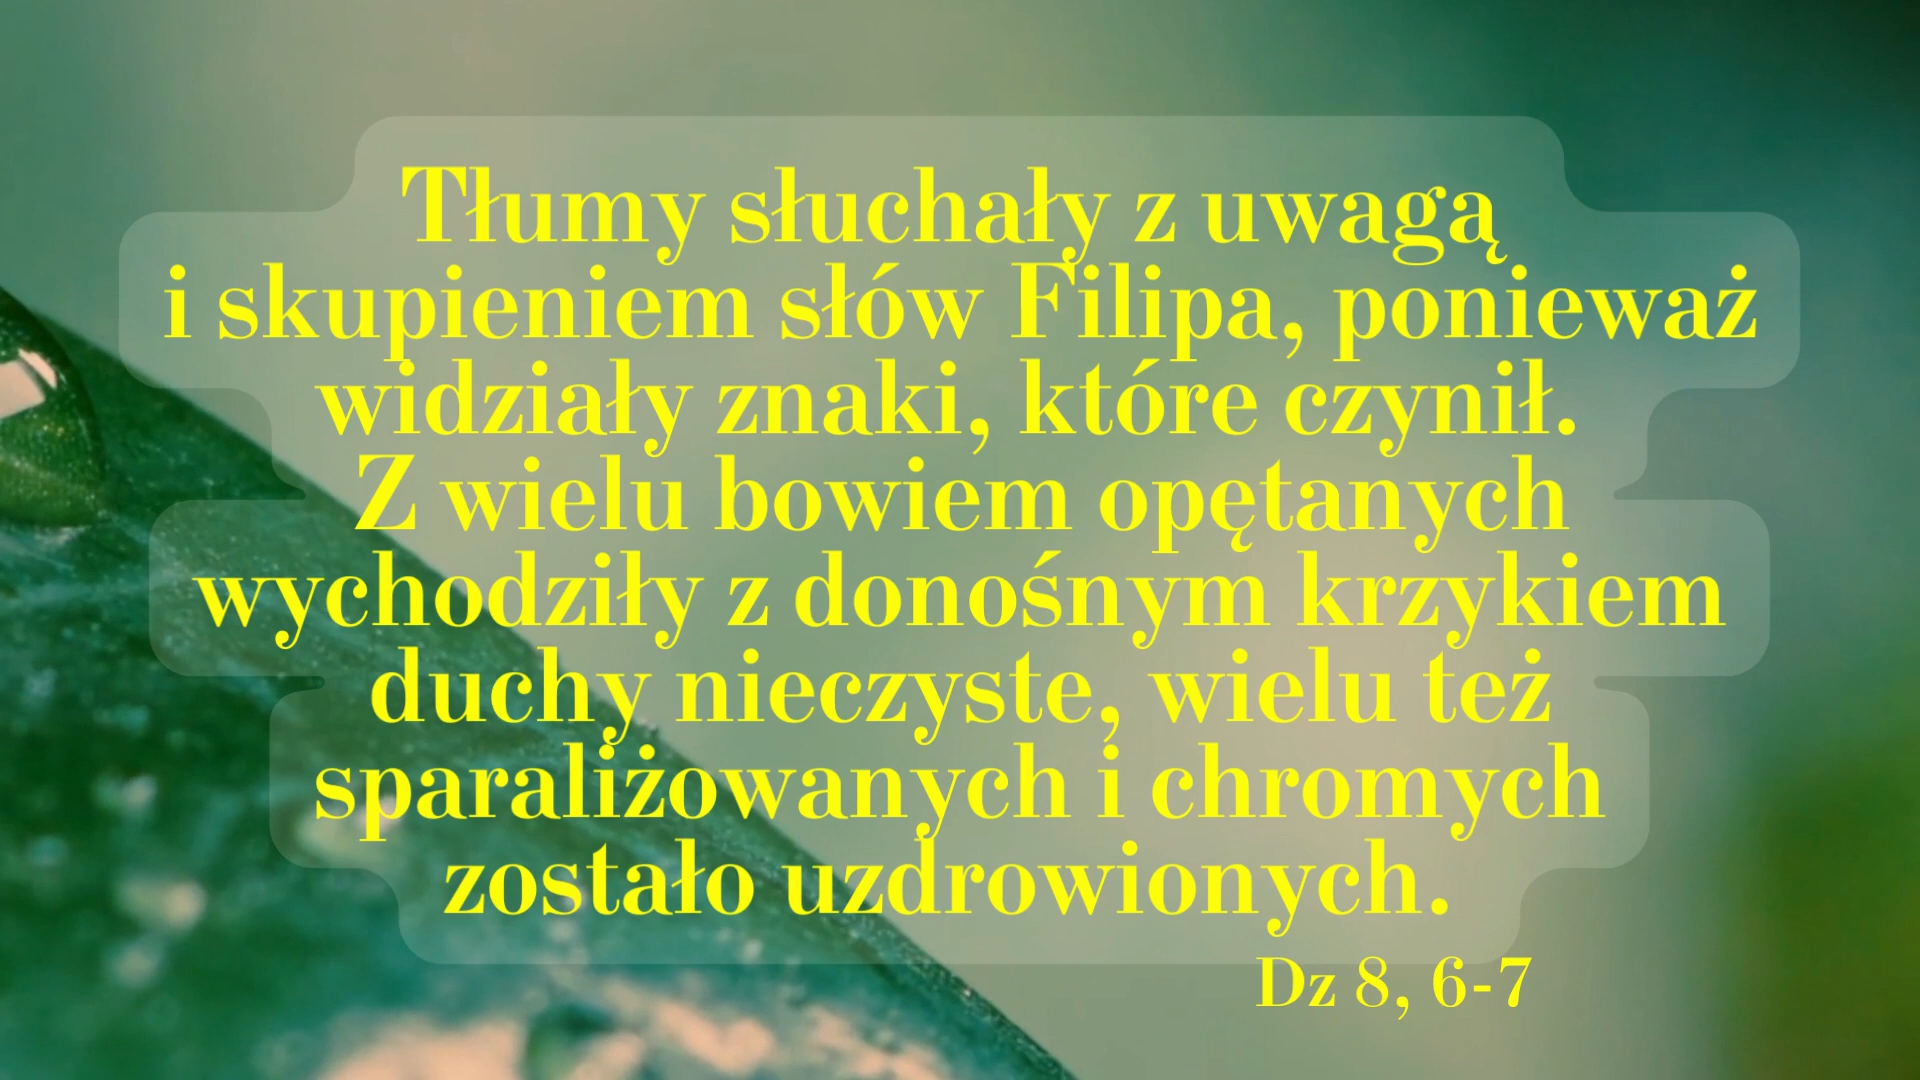 Tłumy słuchały z uwagą
i skupieniem słów Filipa, ponieważ
widziały znaki, które czynił.
Z wielu bowiem opętanych
wychodziły z donośnym krzykiem
duchy nieczyste, wielu też
sparaliżowanych i chromych
zostało uzdrowionych.
Dz 8, 6-7